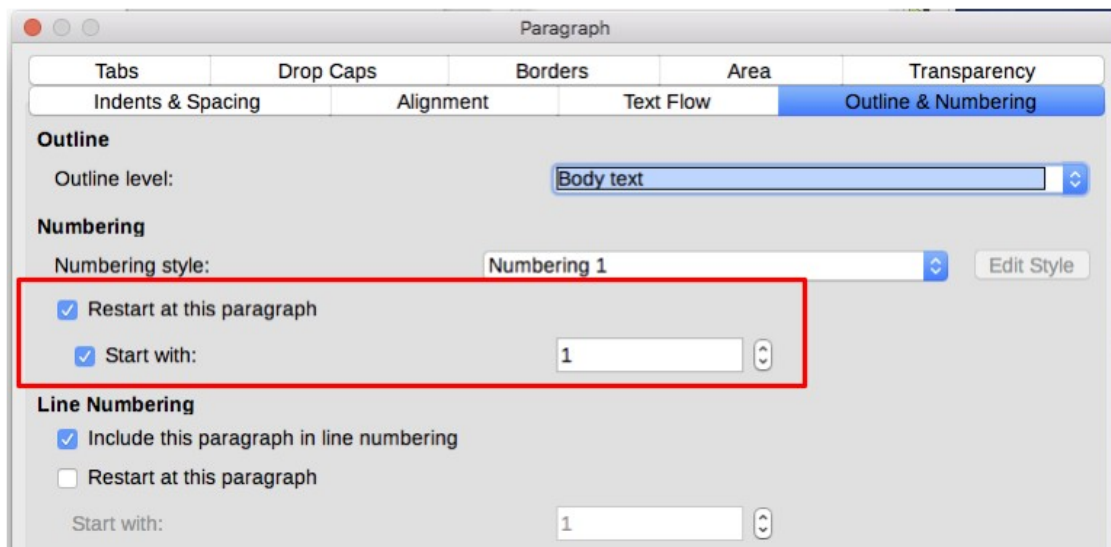 Paragraph
Tabs Drop Caps Borders Area Transparency
Indents & Spacing Alignment Text Flow Outline & Numbering
Outline
Outline level: Body text
Numbering
Numbering style: Numbering 1 Edit Style
Restart at this paragraph
Start with: 1
Line Numbering
Include this paragraph in line numbering
Restart at this paragraph
Start with: 1